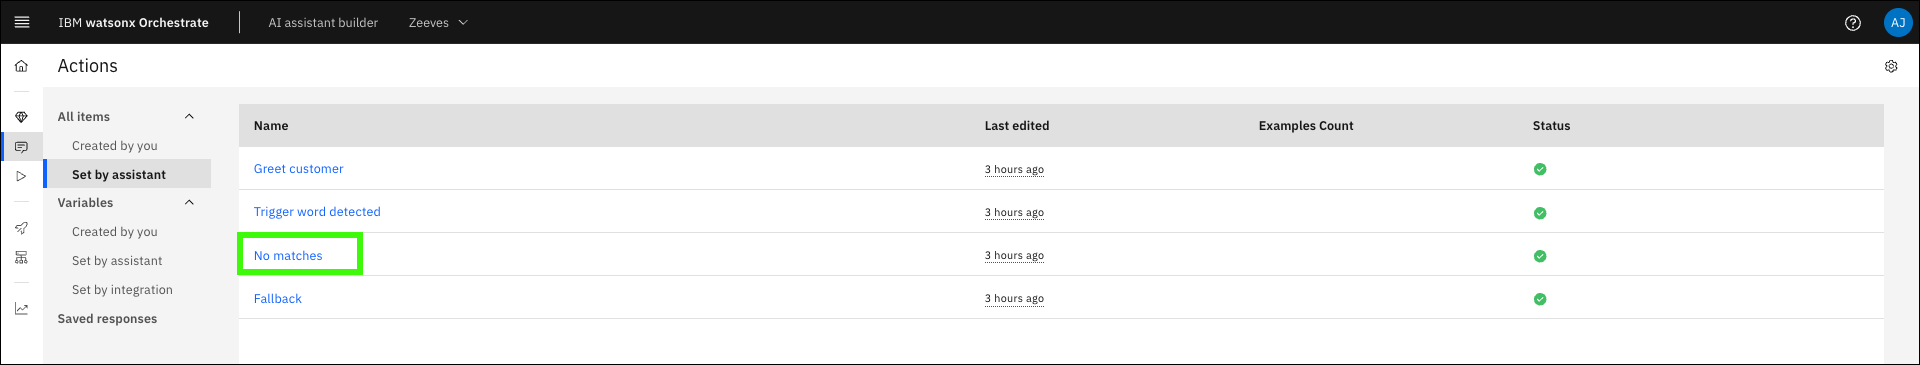 IBM watsonx Orchestrate AI assistant builder Zeeves AJ
Actions
All items
Created by you
Set by assistant
Variables
Created by you
Set by assistant
Set by integration
Saved responses
Name Last edited Examples Count Status
Greet customer 3 hours ago
Trigger word detected 3 hours ago
No matches 3 hours ago
Fallback 3 hours ago